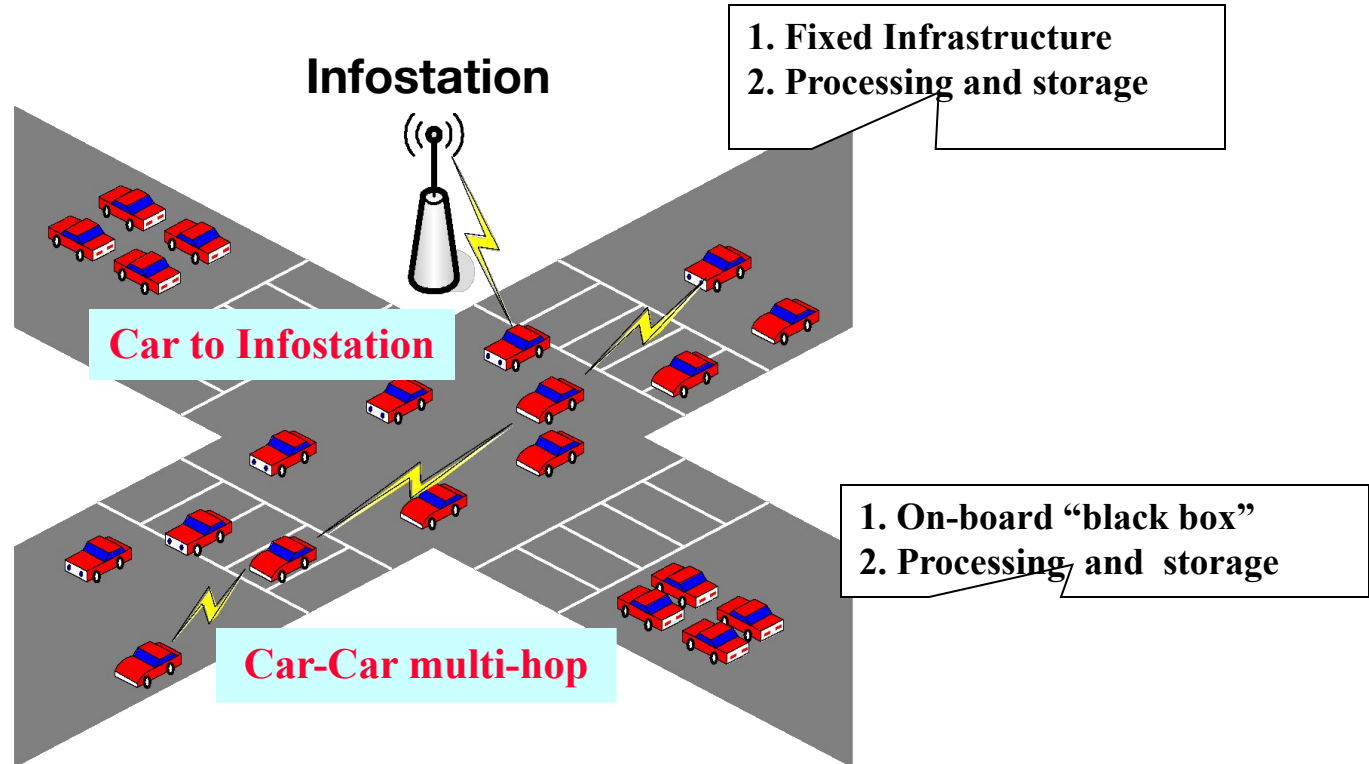 1. Fixed Infrastructure
2. Processing and storage
Infostation
Car to Infostation
1. On-board “black box”
2. Processing and storage
Car-Car multi-hop